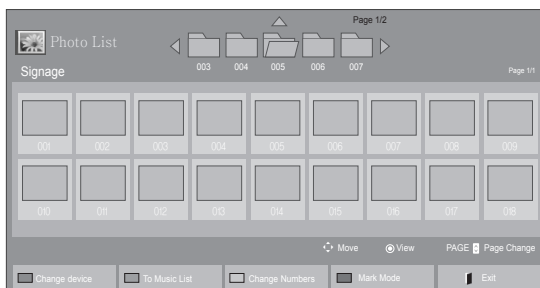 Page 1/2
Photo List
003 004 005 006 007
Signage
Page 1/1
001 002 003 004 005 006 007 008 009
010 011 012 013 014 015 016 017 018
Move View PAGE Page Change
Change device To Music List Change Numbers Mark Mode Exit